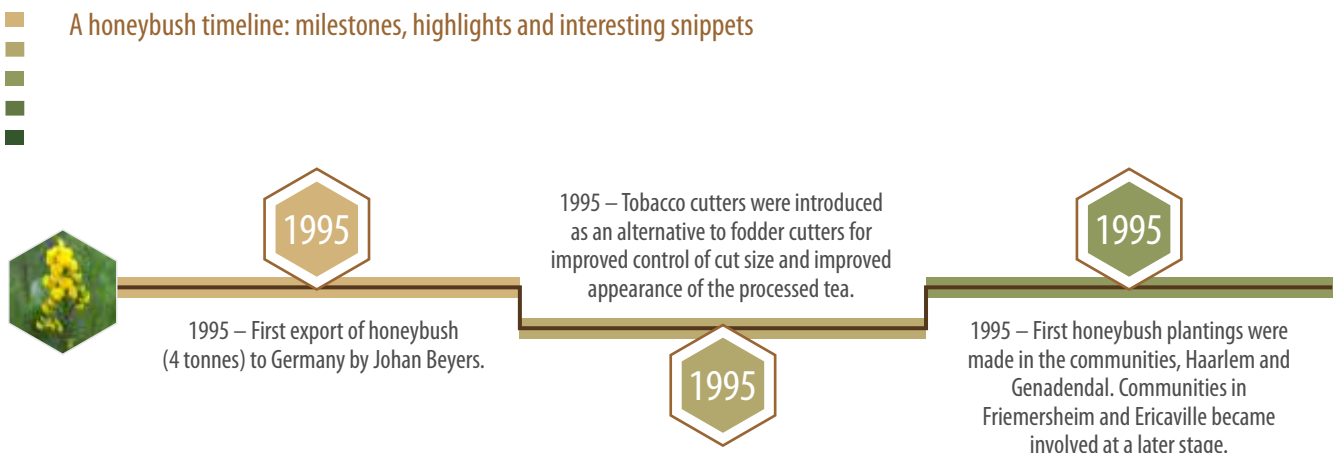 A honeybush timeline: milestones, highlights and interesting snippets
1995
1995 – First export of honeybush
(4 tonnes) to Germany by Johan Beyers.
1995 – Tobacco cutters were introduced
as an alternative to fodder cutters for
improved control of cut size and improved
appearance of the processed tea.
1995
1995
1995 – First honeybush plantings were
made in the communities, Haarlem and
Genadendal. Communities in
Friemersheim and Ericaville became
involved at a later stage.